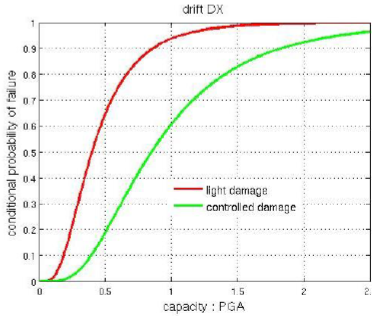 drift DX
1
0.9
0.8
0.7
0.6
0.5
0.4
0.3
0.2
0.1
0
conditional probability of failure
light damage
controlled damage
0 0.5 1 1.5 2 2.
capacity : PGA